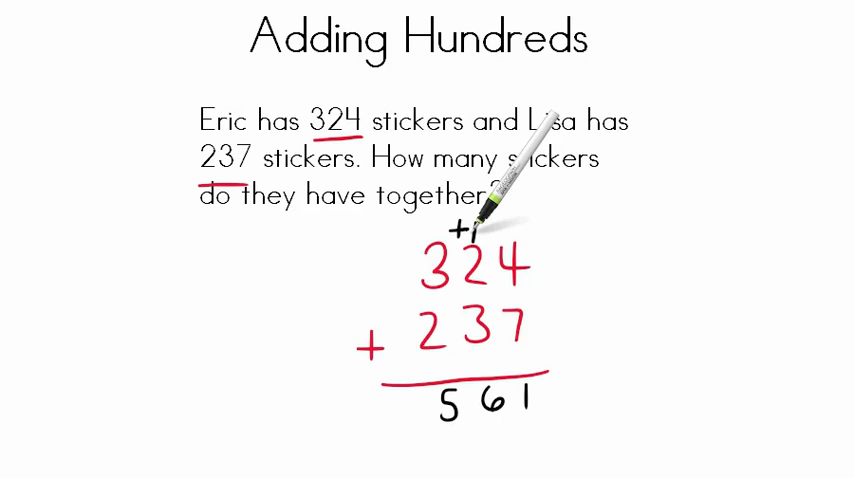 Adding Hundreds
Eric has 324 stickers and Lisa has
237 stickers. How many stickers
do they have together?
+1
324
+ 237
561